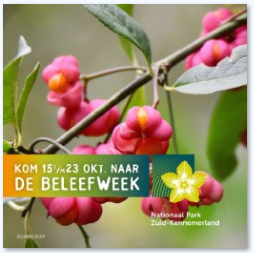 KOM 15 T/M 23 OKT. NAAR
DE BELEEFWEEK
Nationaal Park
Zuid-Kennemerland